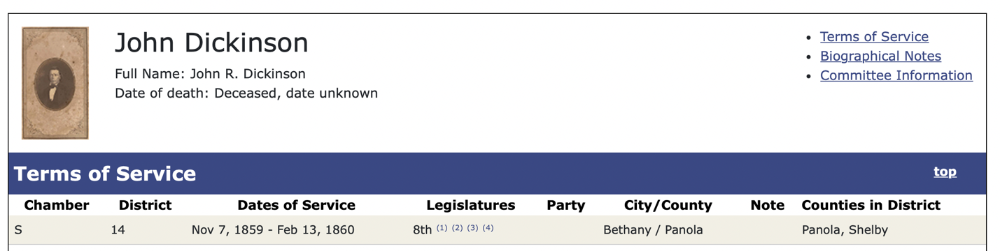 John Dickinson
Full Name: John R. Dickinson
Date of death: Deceased, date unknown
Terms of Service
Biographical Notes
Committee Information
Terms of Service top
Chamber District Dates of Service Legislatures Party City/County Note Counties in District
S 14 Nov 7, 1859 - Feb 13, 1860 8th (1) (2) (3) (4) Bethany / Panola Panola, Shelby